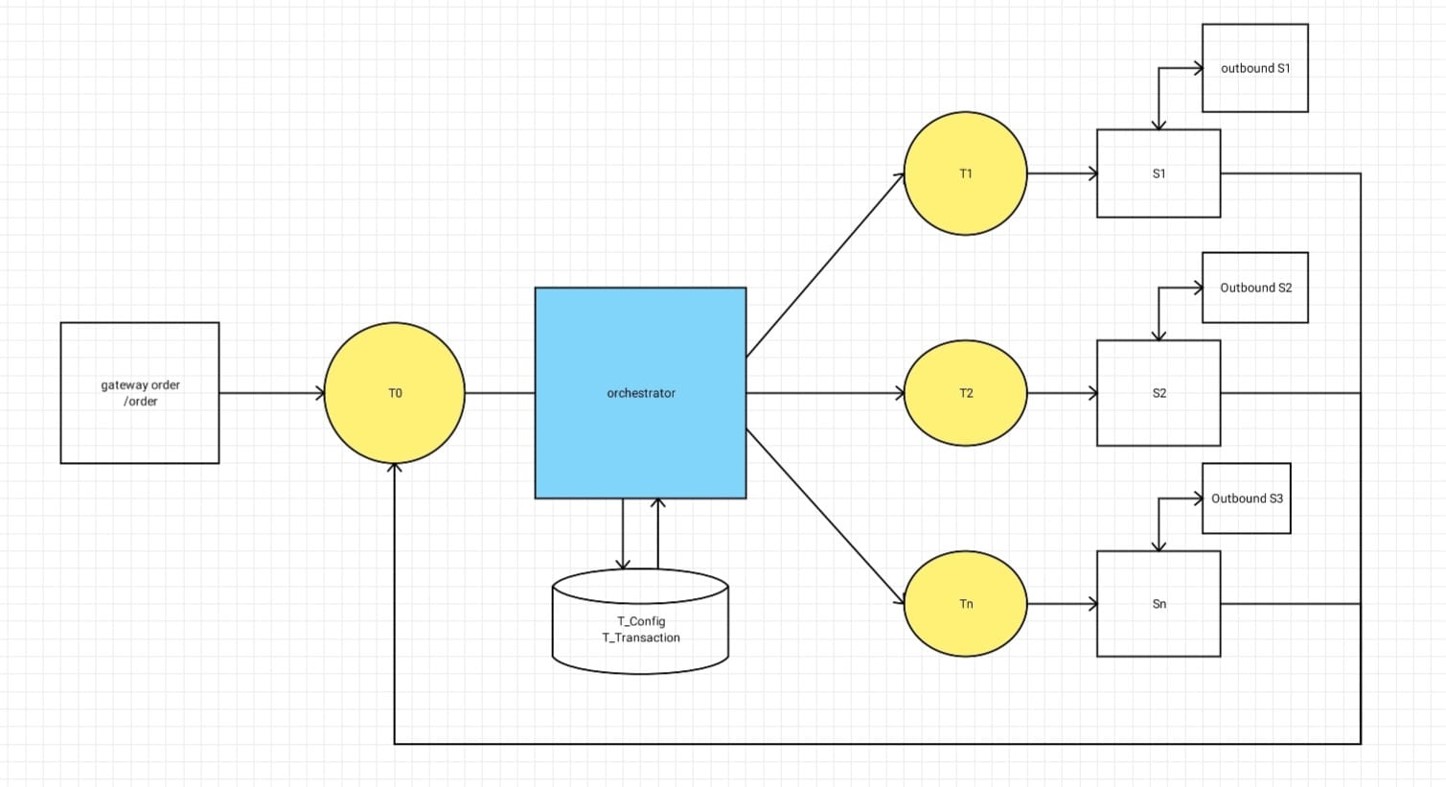 outbound S1
T1
S1
Outbound S2
gateway order
/order
T0
orchestrator
T2
S2
Outbound S3
T_Config
T_Transaction
Tn
Sn